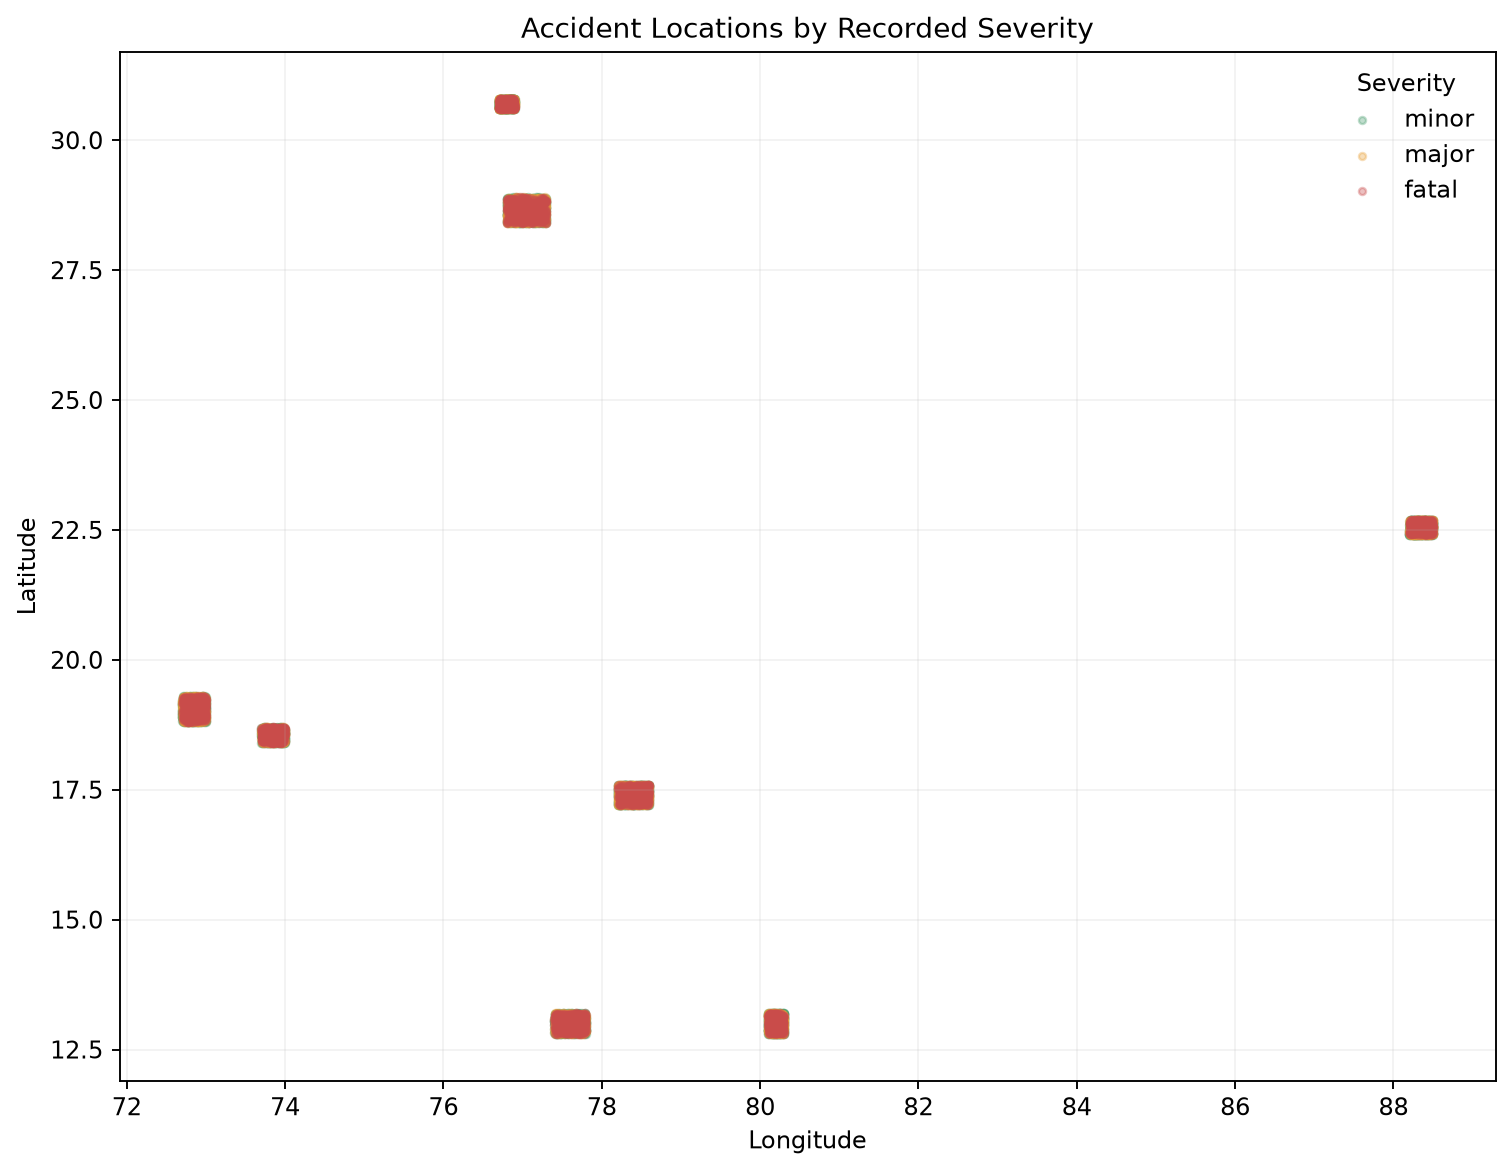 Accident Locations by Recorded Severity
Severity
minor
major
fatal
30.0
27.5
25.0
22.5
20.0
17.5
15.0
12.5
Latitude
72 74 76 78 80 82 84 86 88
Longitude